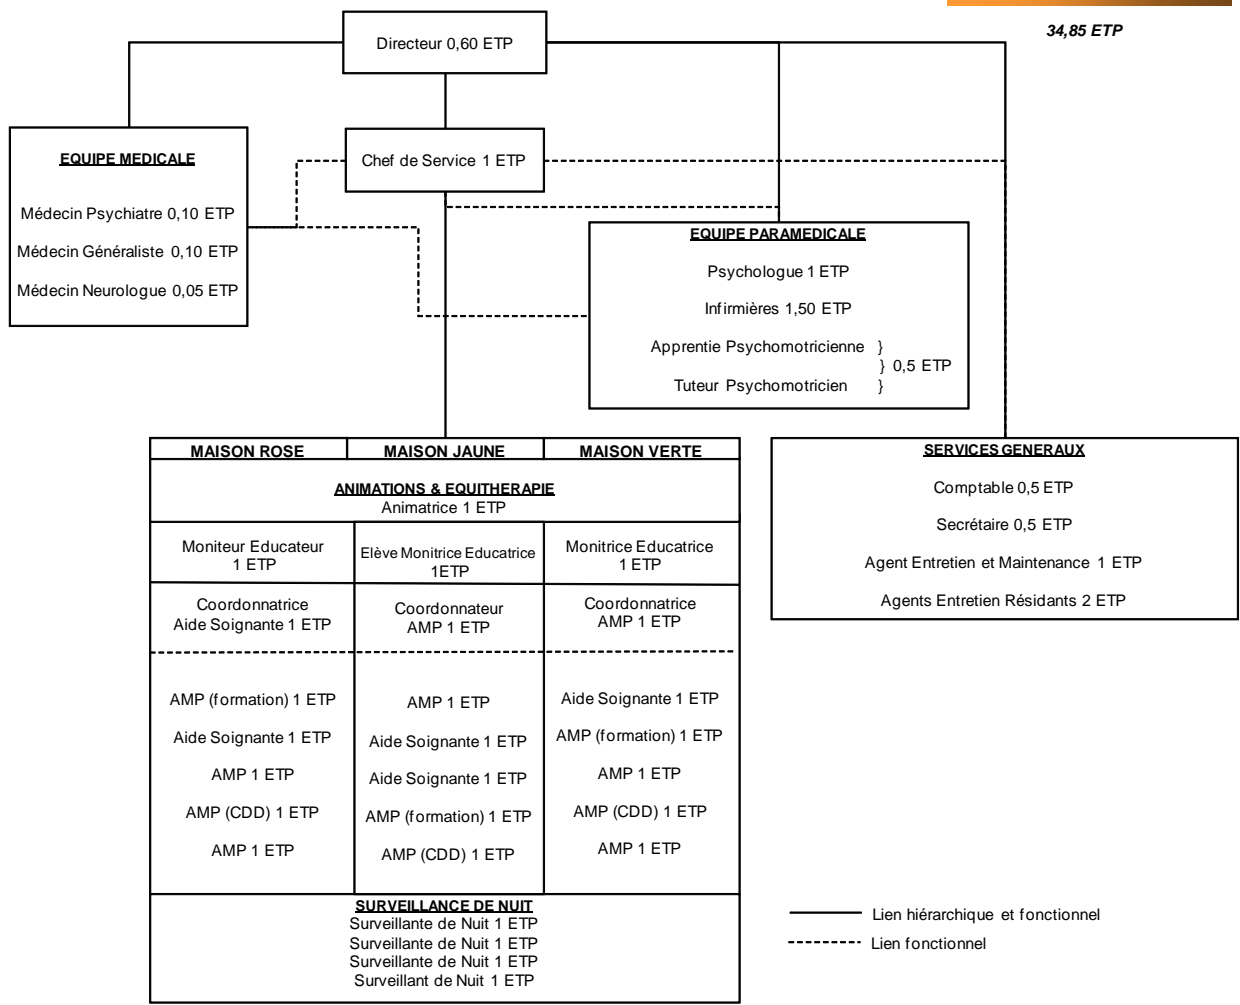 34,85 ETP
Directeur 0,60 ETP
EQUIPE MEDICALE
Médecin Psychiatre 0,10 ETP
Médecin Généraliste 0,10 ETP
Médecin Neurologue 0,05 ETP
Chef de Service 1 ETP
EQUIPE PARAMEDICALE
Psychologue 1 ETP
Infirmières 1,50 ETP
Apprentie Psychomotricienne }
} 0,5 ETP
Tuteur Psychomotricien }
MAISON ROSE MAISON JAUNE MAISON VERTE
ANIMATIONS & EQUITHERAPIE
Animatrice 1 ETP
Moniteur Educateur
1 ETP
Elève Monitrice Educatrice
1ETP
Monitrice Educatrice
1 ETP
Coordonnatrice
Aide Soignante 1 ETP
Coordonnateur
AMP 1 ETP
Coordonnatrice
AMP 1 ETP
AMP (formation) 1 ETP
Aide Soignante 1 ETP
AMP 1 ETP
AMP (CDD) 1 ETP
AMP 1 ETP
AMP 1 ETP
Aide Soignante 1 ETP
Aide Soignante 1 ETP
AMP (formation) 1 ETP
AMP (CDD) 1 ETP
Aide Soignante 1 ETP
AMP (formation) 1 ETP
AMP 1 ETP
AMP (CDD) 1 ETP
AMP 1 ETP
SURVEILLANCE DE NUIT
Surveillante de Nuit 1 ETP
Surveillante de Nuit 1 ETP
Surveillante de Nuit 1 ETP
Surveillant de Nuit 1 ETP
SERVICES GENERAUX
Comptable 0,5 ETP
Secrétaire 0,5 ETP
Agent Entretien et Maintenance 1 ETP
Agents Entretien Résidants 2 ETP
Lien hiérarchique et fonctionnel
Lien fonctionnel